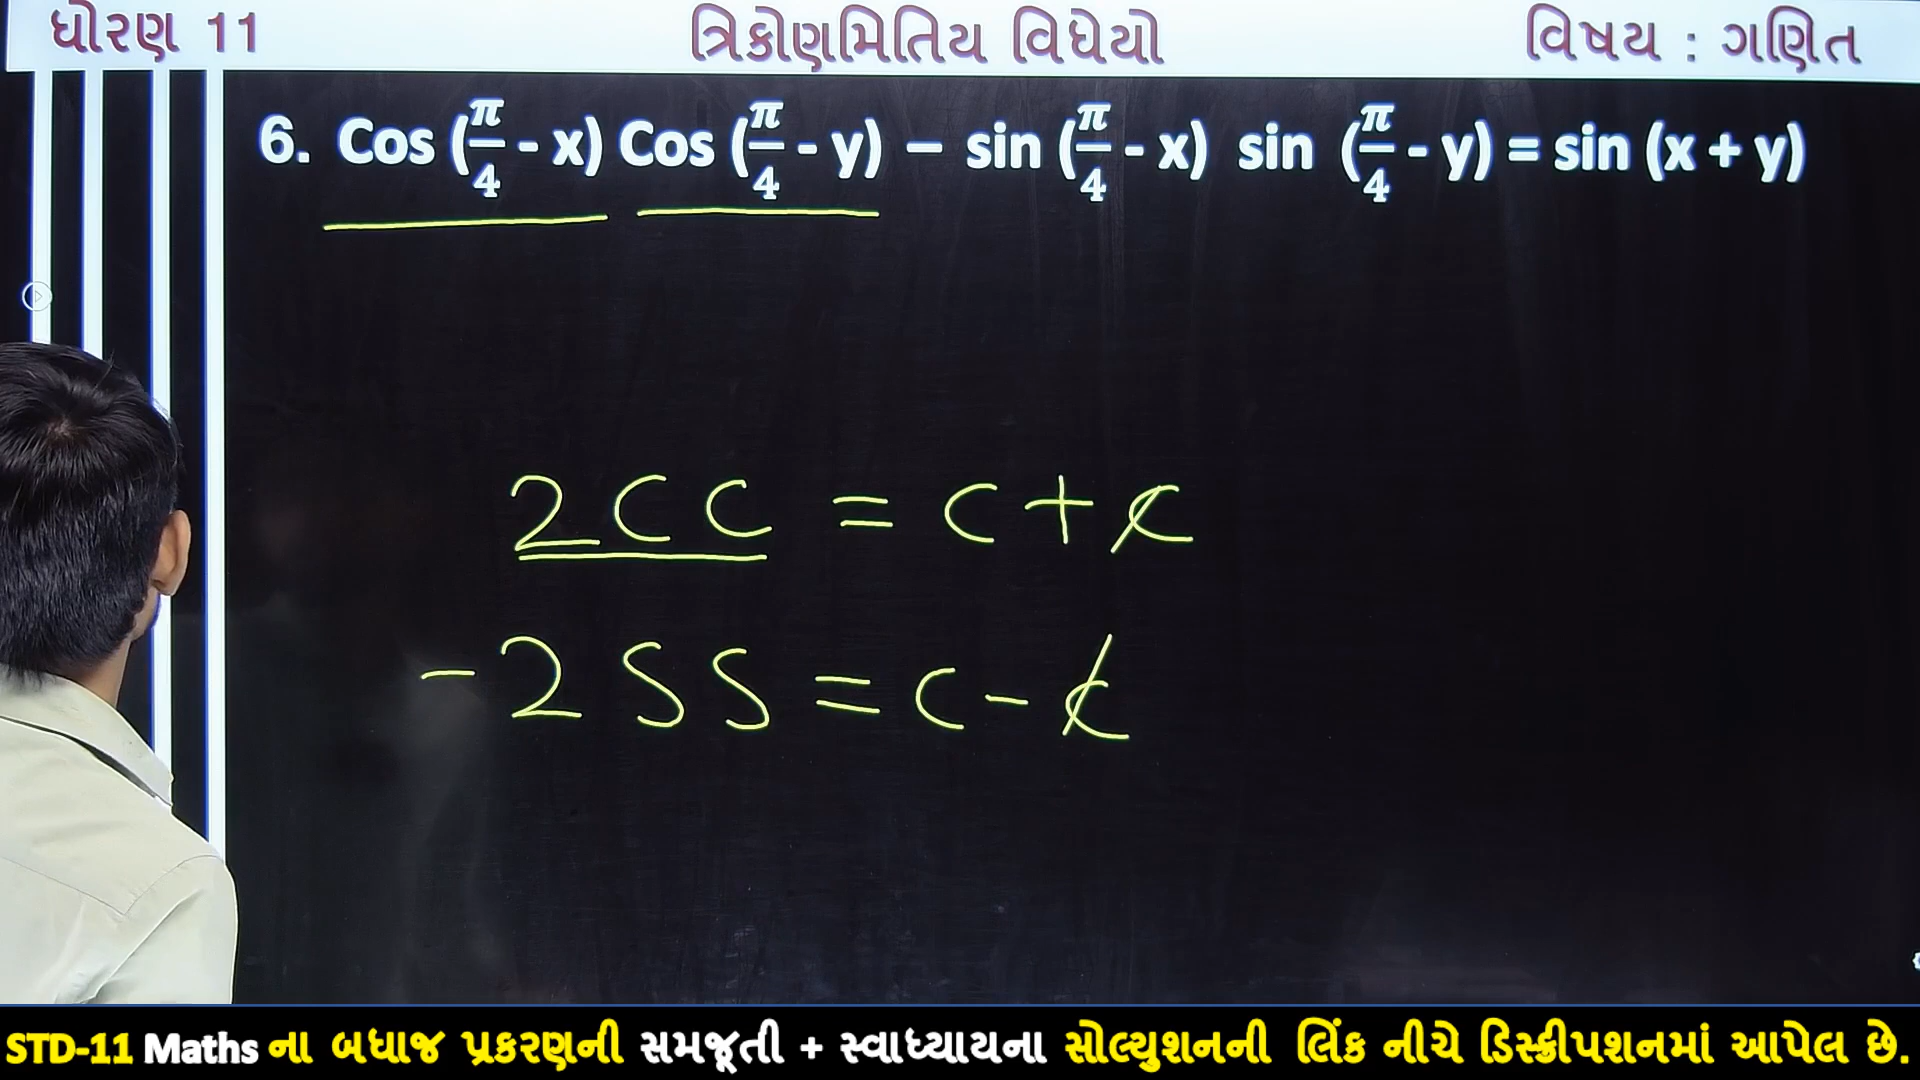 ધોરણ 11 ત્રિકોણમિતિય વિધેયો વિષય : ગણિત
6. Cos (π/4 - x) Cos (π/4 - y) – sin (π/4 - x) sin (π/4 - y) = sin (x + y)
2CC = C + C
-2SS = C - C
STD-11 Maths ના બધાજ પ્રકરણની સમજૂતી + સ્વાધ્યાયના સોલ્યુશનની લિંક નીચે ડિસ્ક્રીપશનમાં આપેલ છે.